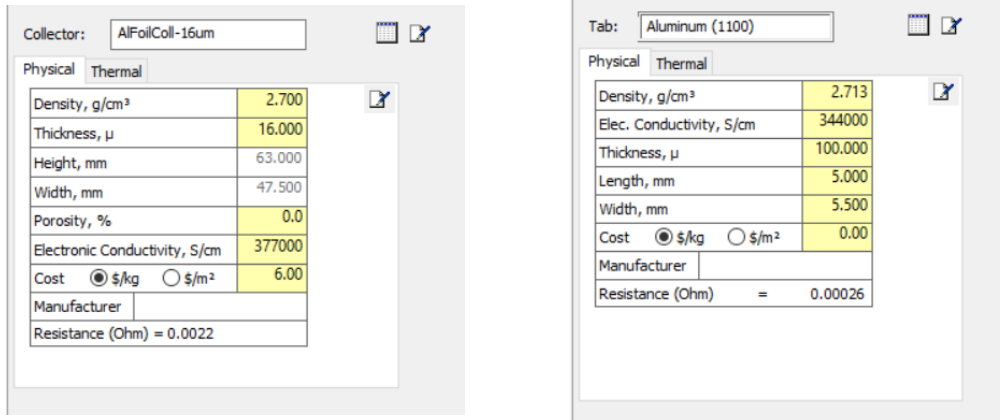 Collector: AlFoilColl-16um
Physical Thermal
Density, g/cm³ 2.700
Thickness, µ 16.000
Height, mm 63.000
Width, mm 47.500
Porosity, % 0.0
Electronic Conductivity, S/cm 377000
Cost $/kg $/m² 6.00
Manufacturer
Resistance (Ohm) = 0.0022
Tab: Aluminum (1100)
Physical Thermal
Density, g/cm³ 2.713
Elec. Conductivity, S/cm 344000
Thickness, µ 100.000
Length, mm 5.000
Width, mm 5.500
Cost $/kg $/m² 0.00
Manufacturer
Resistance (Ohm) = 0.00026